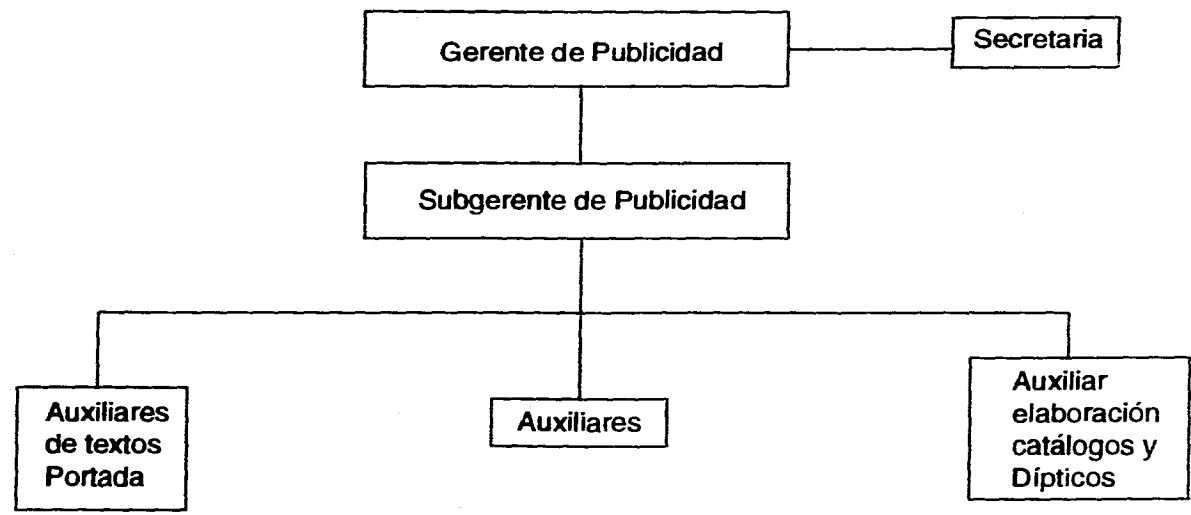 Gerente de Publicidad
Secretaria
Subgerente de Publicidad
Auxiliares
de textos
Portada
Auxiliares
Auxiliar
elaboración
catálogos y
Dípticos